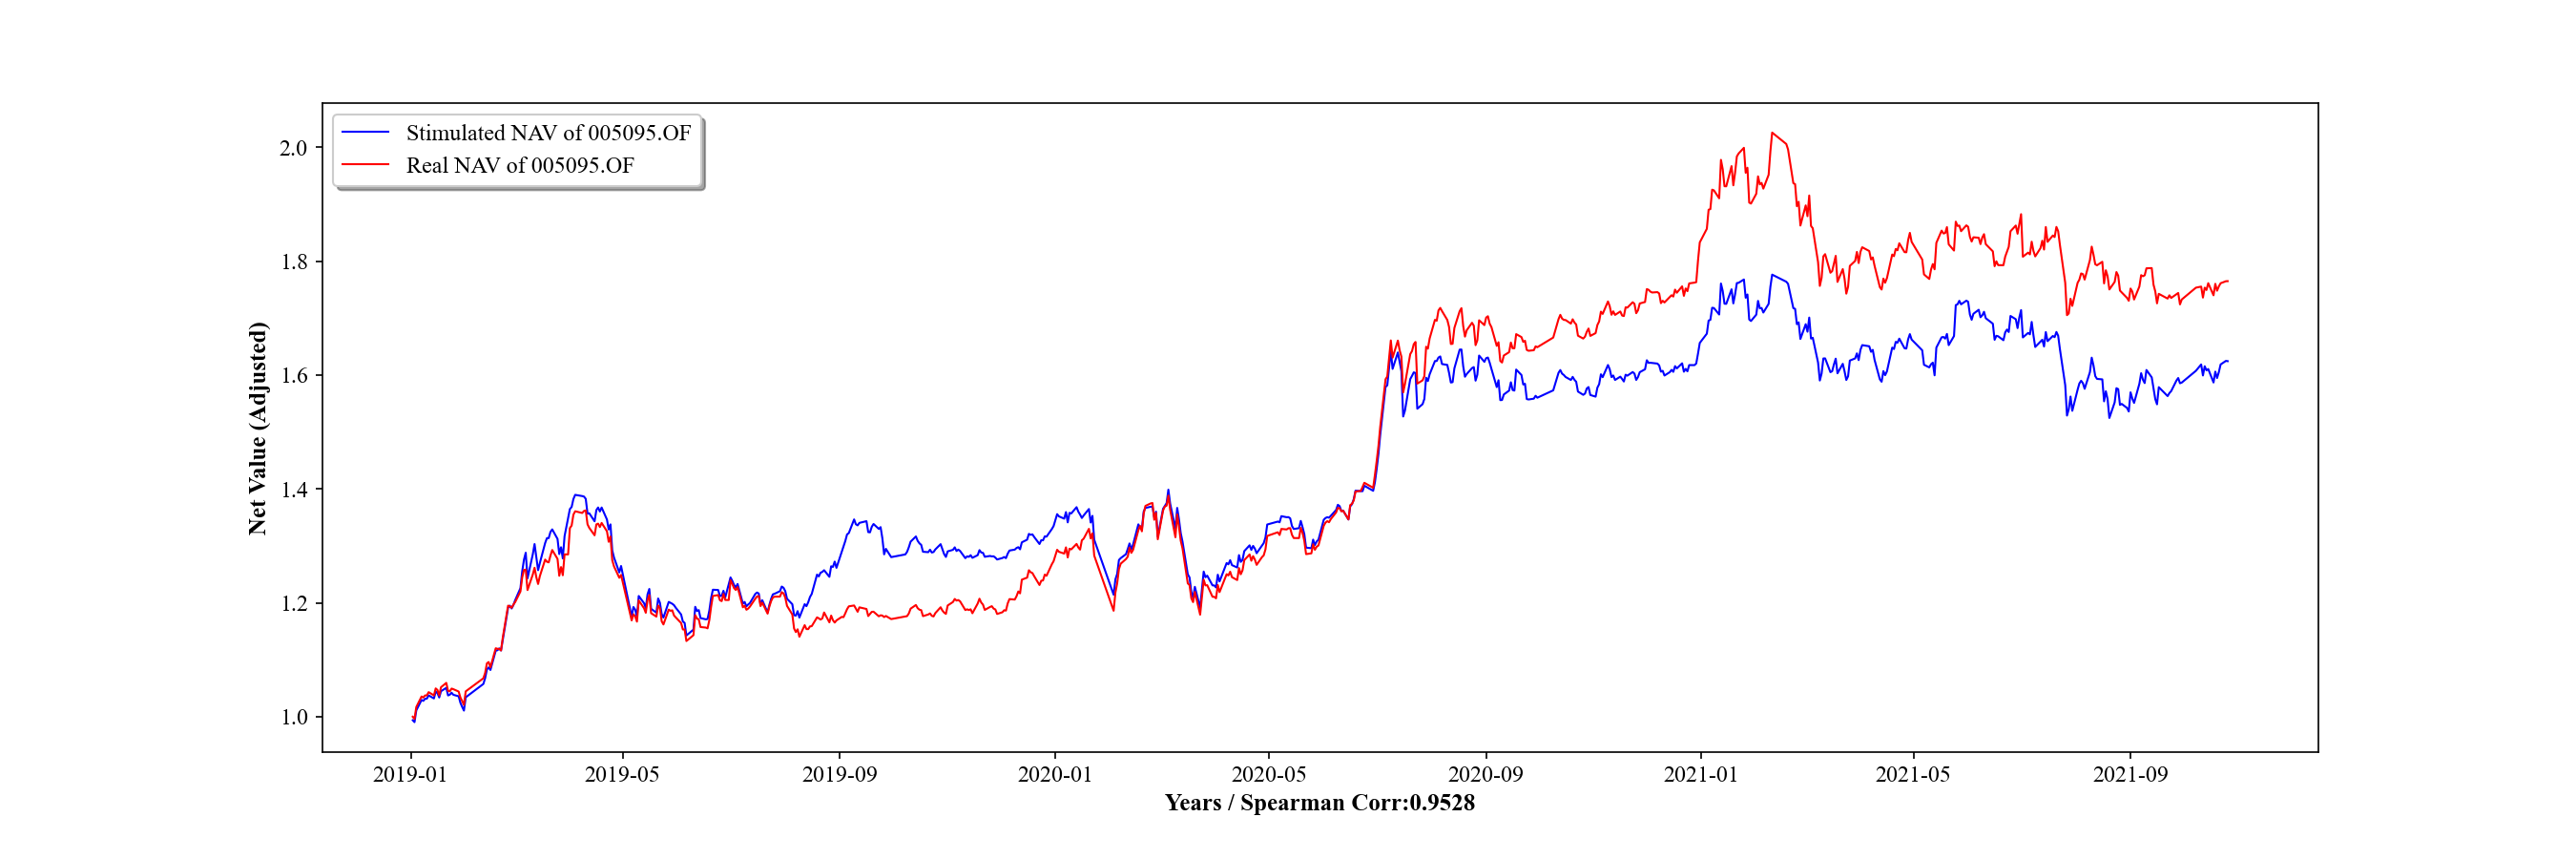 Stimulated NAV of 005095.OF
Real NAV of 005095.OF
Net Value (Adjusted)
2.0
1.8
1.6
1.4
1.2
1.0
2019-01 2019-05 2019-09 2020-01 2020-05 2020-09 2021-01 2021-05 2021-09
Years / Spearman Corr:0.9528